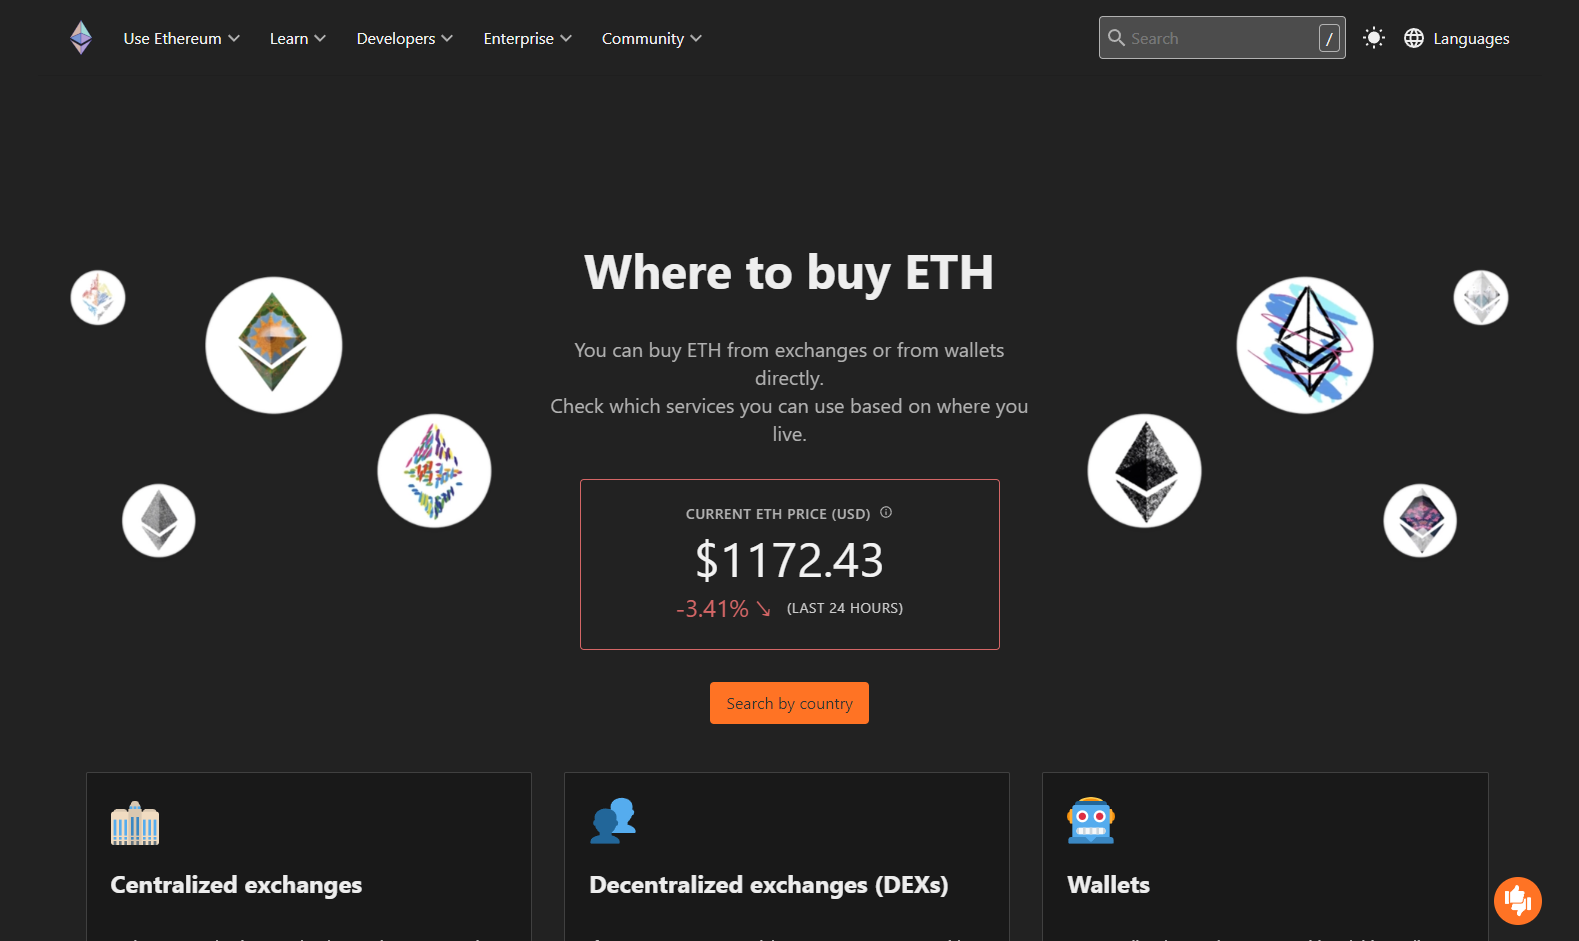 Use Ethereum Learn Developers Enterprise Community Search / Languages
Where to buy ETH
You can buy ETH from exchanges or from wallets
directly.
Check which services you can use based on where you
live.
CURRENT ETH PRICE (USD)
$1172.43
-3.41% ↘ (LAST 24 HOURS)
Search by country
Centralized exchanges
Decentralized exchanges (DEXs)
Wallets